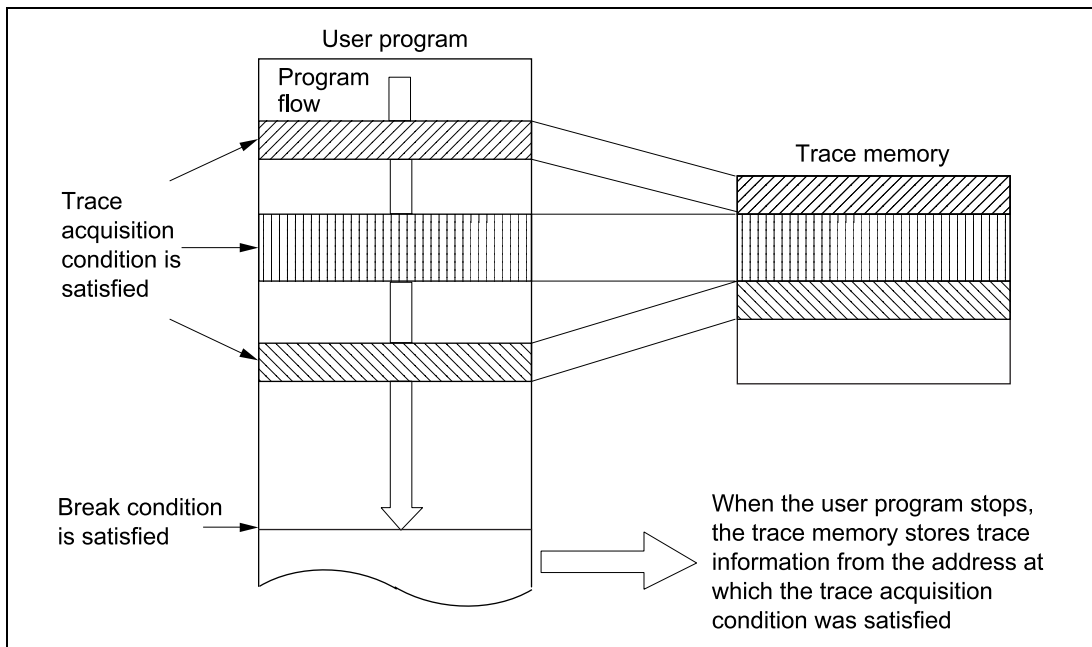 User program
Program
flow
Trace memory
Trace
acquisition
condition is
satisfied
Break condition
is satisfied
When the user program stops,
the trace memory stores trace
information from the address at
which the trace acquisition
condition was satisfied